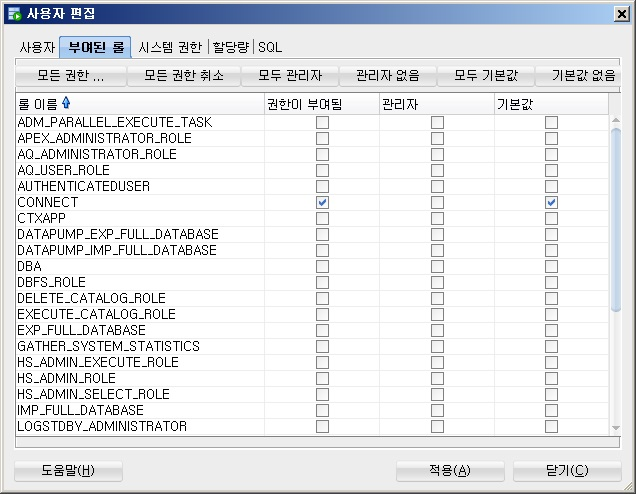 사용자 편집
사용자 부여된 롤 시스템 권한 할당량 SQL
모든 권한 ... 모든 권한 취소 모두 관리자 관리자 없음 모두 기본값 기본값 없음
롤 이름 권한이 부여됨 관리자 기본값
ADM_PARALLEL_EXECUTE_TASK
APEX_ADMINISTRATOR_ROLE
AQ_ADMINISTRATOR_ROLE
AQ_USER_ROLE
AUTHENTICATEDUSER
CONNECT
CTXAPP
DATAPUMP_EXP_FULL_DATABASE
DATAPUMP_IMP_FULL_DATABASE
DBA
DBFS_ROLE
DELETE_CATALOG_ROLE
EXECUTE_CATALOG_ROLE
EXP_FULL_DATABASE
GATHER_SYSTEM_STATISTICS
HS_ADMIN_EXECUTE_ROLE
HS_ADMIN_ROLE
HS_ADMIN_SELECT_ROLE
IMP_FULL_DATABASE
LOGSTDBY_ADMINISTRATOR
도움말(H) 적용(A) 닫기(C)